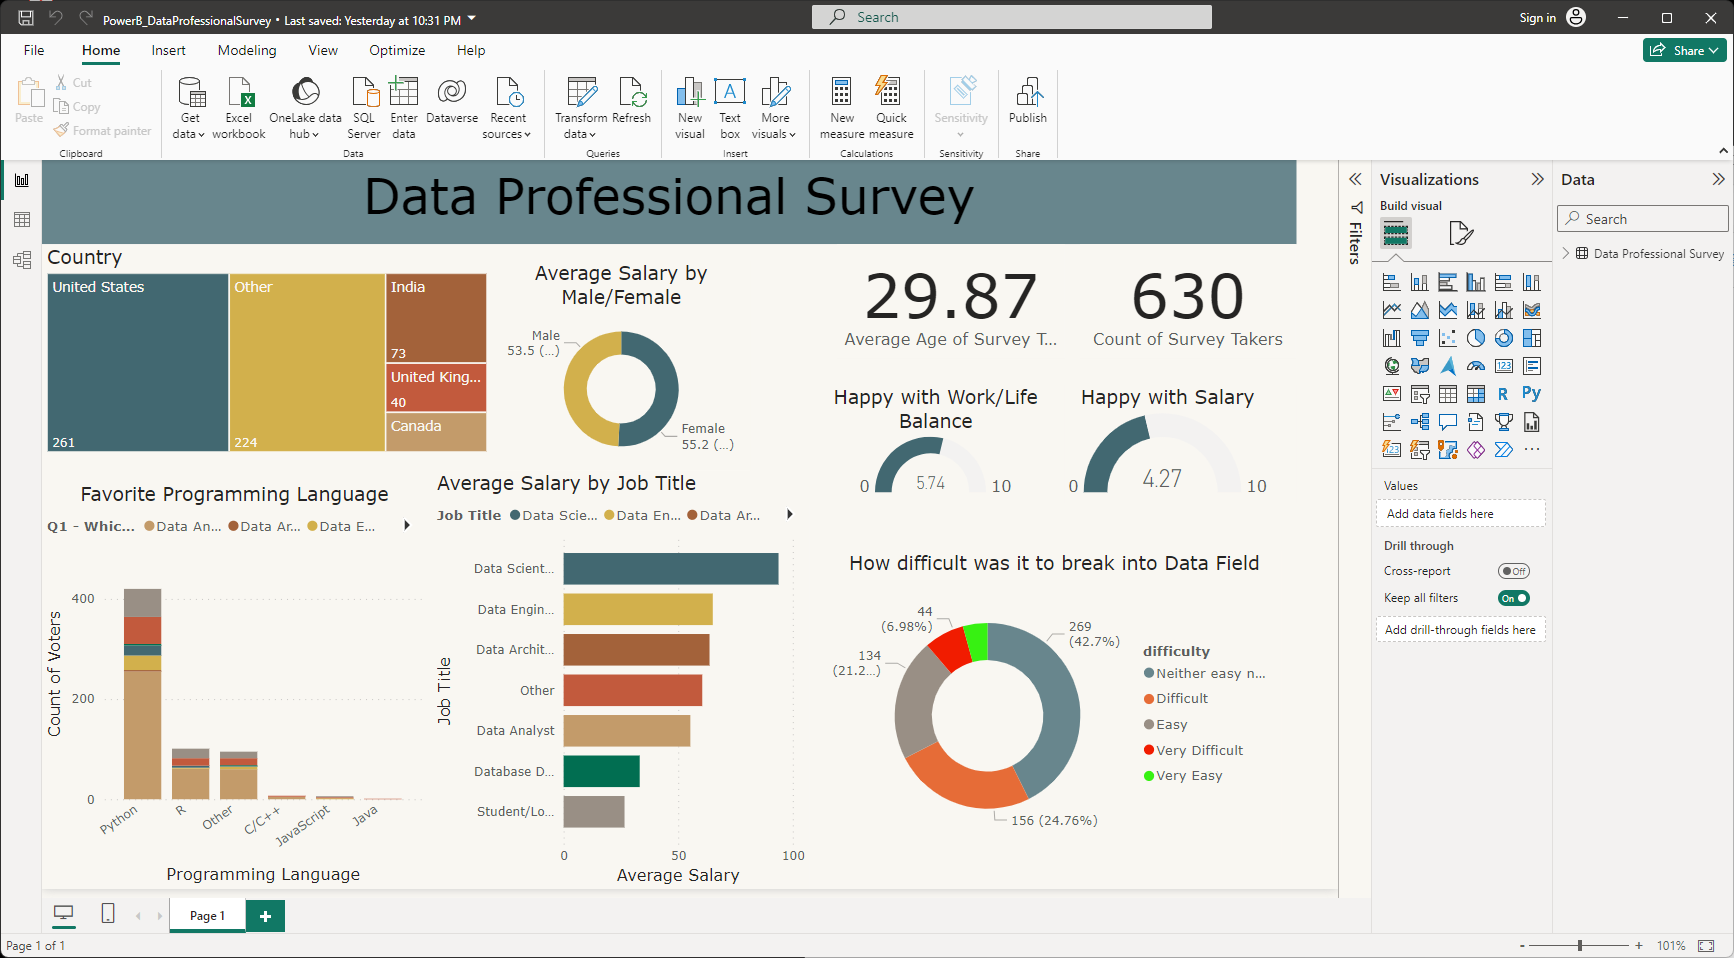 PowerB_DataProfessionalSurvey • Last saved: Yesterday at 10:31 PM
Search
Sign in
File
Home
Insert
Modeling
View
Optimize
Help
Share
Paste
Cut
Copy
Format painter
Clipboard
Get
data
Excel
workbook
OneLake data
hub
SQL
Server
Enter
data
Dataverse
Recent
sources
Data
Transform
data
Refresh
Queries
New
visual
Text
box
More
visuals
Insert
New
measure
Quick
measure
Calculations
Sensitivity
Sensitivity
Publish
Share
Data Professional Survey
Country
United States
261
Other
224
India
73
United King...
40
Canada
Average Salary by
Male/Female
Male
53.5 (...)
Female
55.2 (...)
29.87
Average Age of Survey T...
630
Count of Survey Takers
Happy with Work/Life
Balance
0
5.74
10
Happy with Salary
0
4.27
10
Favorite Programming Language
Q1 - Whic...
Data An...
Data Ar...
Data E...
Count of Voters
400
200
0
Python
R
Other
C/C++
JavaScript
Java
Programming Language
Average Salary by Job Title
Job Title
Data Scie...
Data En...
Data Ar...
Job Title
Data Scient...
Data Engin...
Data Archit...
Other
Data Analyst
Database D...
Student/Lo...
0
50
100
Average Salary
How difficult was it to break into Data Field
44
(6.98%)
269
(42.7%)
134
(21.2...)
156 (24.76%)
difficulty
Neither easy n...
Difficult
Easy
Very Difficult
Very Easy
Filters
Visualizations
Build visual
123
R
Py
123
Values
Add data fields here
Drill through
Cross-report
Off
Keep all filters
On
Add drill-through fields here
Data
Search
Data Professional Survey
Page 1
Page 1 of 1
101%